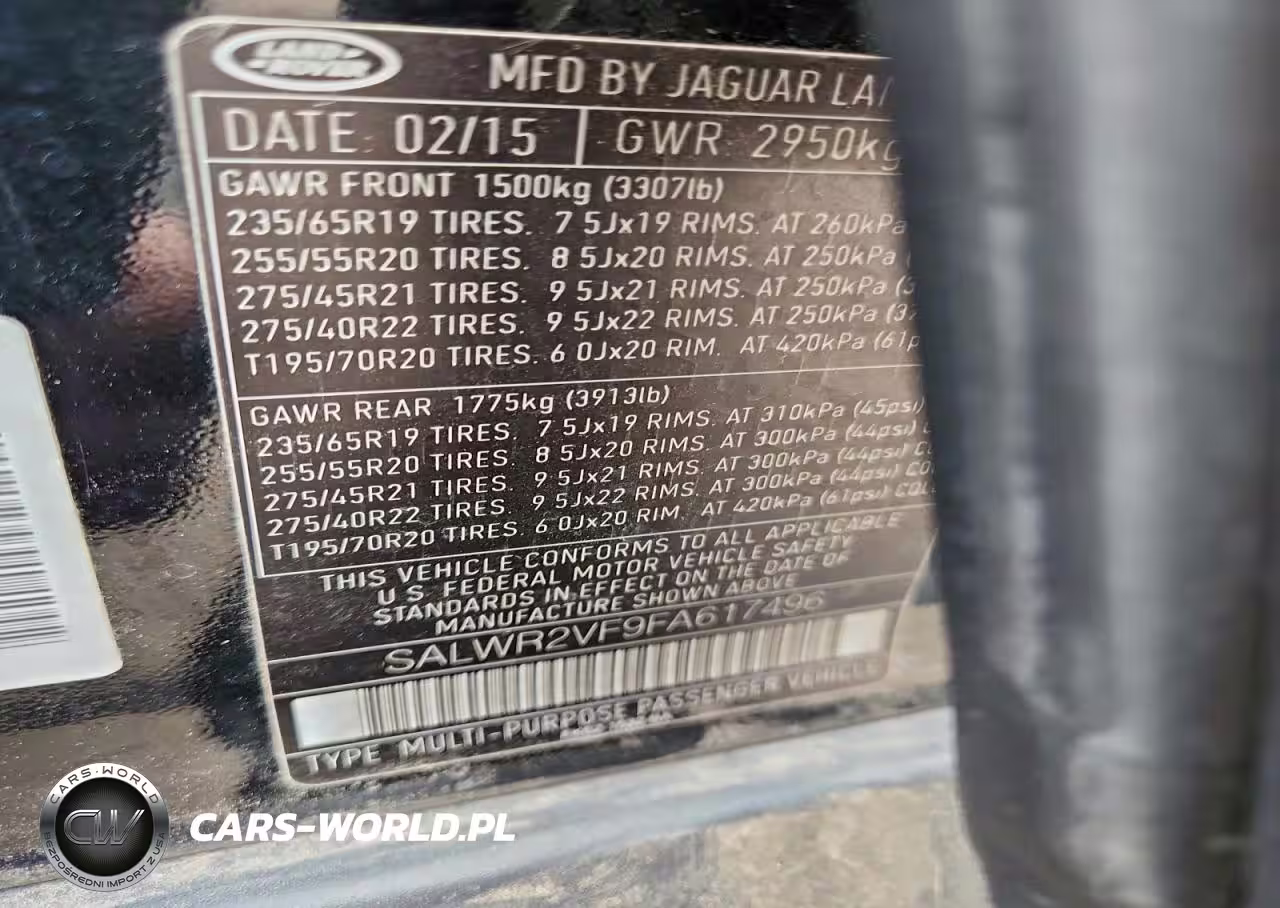 LAND ROVER
MFD BY JAGUAR LA
DATE: 02/15 GWR: 2950kg
GAWR FRONT 1500kg (3307lb)
235/65R19 TIRES. 7 5Jx19 RIMS. AT 260kPa
255/55R20 TIRES. 8 5Jx20 RIMS. AT 250kPa (
275/45R21 TIRES. 9 5Jx21 RIMS. AT 250kPa (
275/40R22 TIRES. 9 5Jx22 RIMS. AT 250kPa (3
T195/70R20 TIRES. 6 0Jx20 RIM. AT 420kPa (61p
GAWR REAR 1775kg (3913lb)
235/65R19 TIRES. 7 5Jx19 RIMS. AT 310kPa (45psi)
255/55R20 TIRES. 8 5Jx20 RIMS. AT 300kPa (44psi)
275/45R21 TIRES. 9 5Jx21 RIMS. AT 300kPa (44psi) C
275/40R22 TIRES. 9 5Jx22 RIMS. AT 300kPa (44psi) CO
T195/70R20 TIRES. 6 0Jx20 RIM. AT 420kPa (61psi) COL
THIS VEHICLE CONFORMS TO ALL APPLICABLE
U S FEDERAL MOTOR VEHICLE SAFETY
STANDARDS IN EFFECT ON THE DATE OF
MANUFACTURE SHOWN ABOVE
SALWR2VF9FA617496
TYPE MULTI-PURPOSE PASSENGER VEHICLE
CARS-WORLD
CW
BEZPOŚREDNI IMPORT Z USA
CARS-WORLD.PL